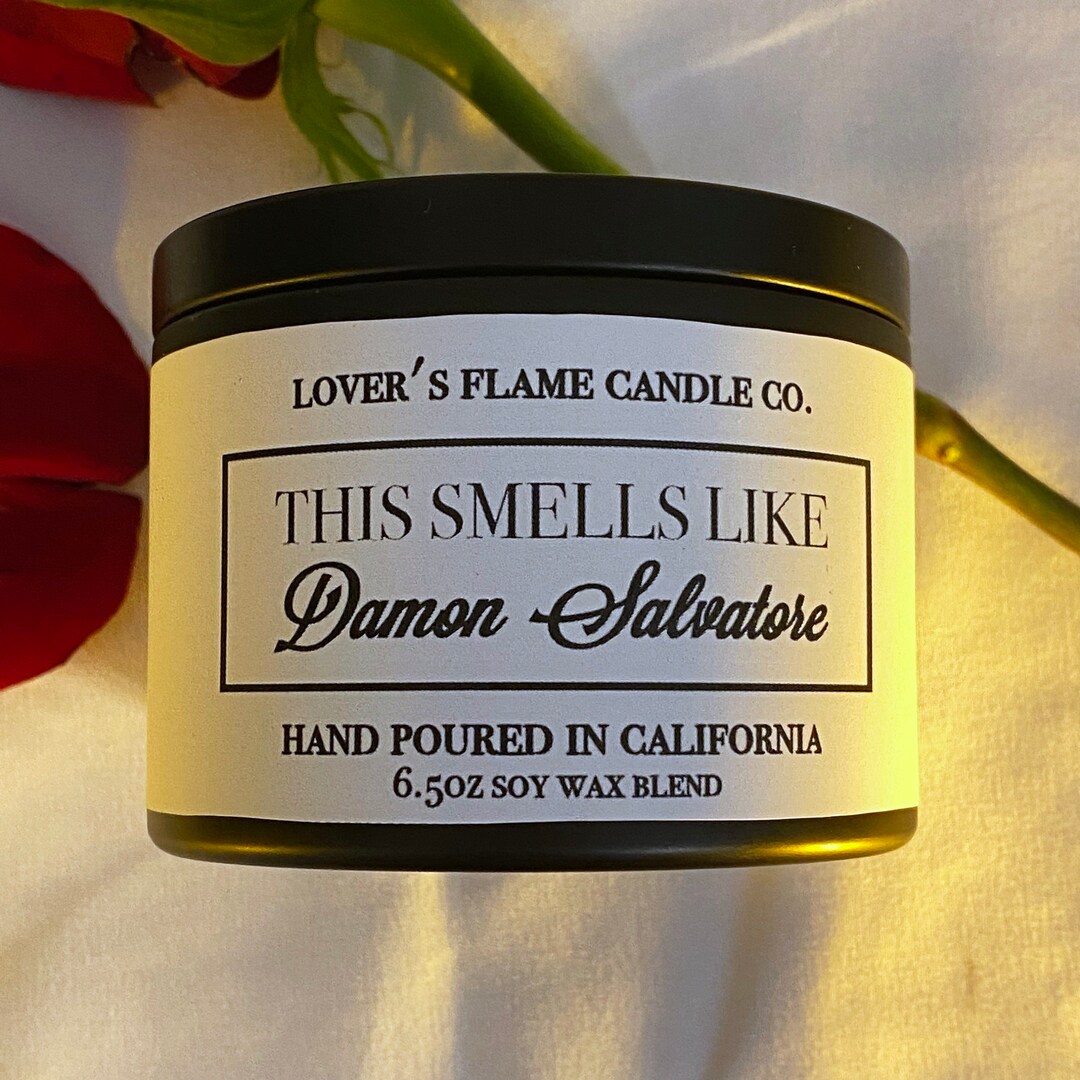 LOVER'S FLAME CANDLE CO.
THIS SMELLS LIKE
Damon Salvatore
HAND POURED IN CALIFORNIA
6.5OZ SOY WAX BLEND